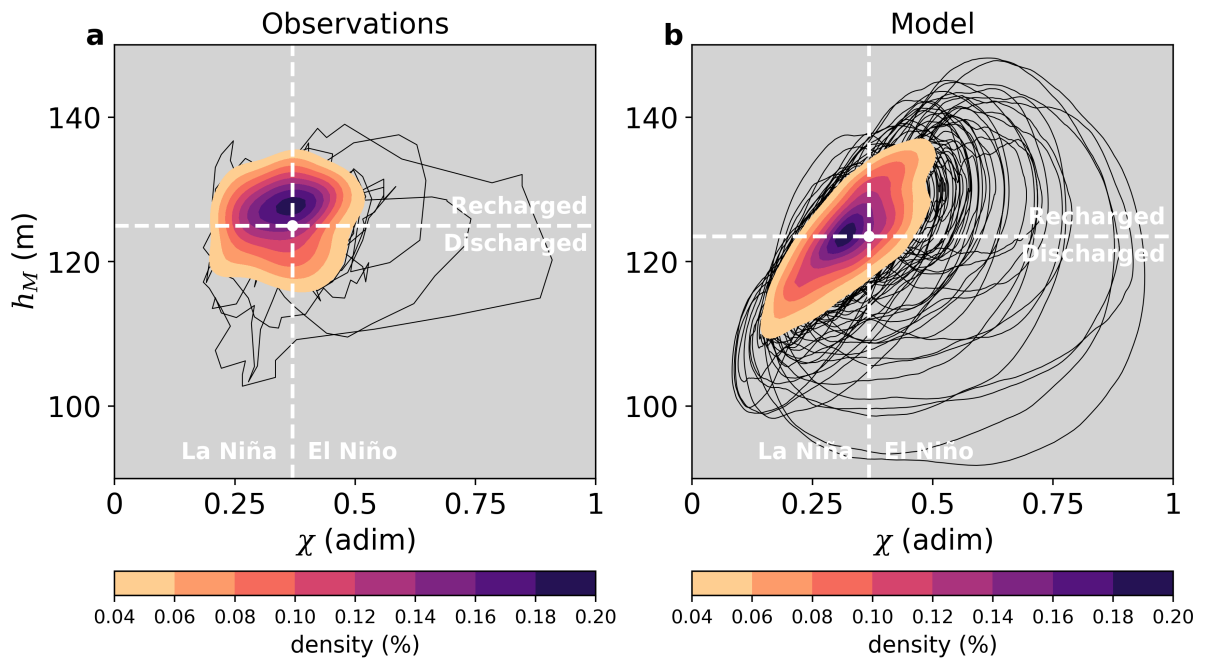 a
Observations
140
120
100
h_M (m)
Recharged
Discharged
La Niña
El Niño
0
0.25
0.5
0.75
1
χ (adim)
0.04 0.06 0.08 0.10 0.12 0.14 0.16 0.18 0.20
density (%)
b
Model
140
120
100
Recharged
Discharged
La Niña
El Niño
0
0.25
0.5
0.75
1
χ (adim)
0.04 0.06 0.08 0.10 0.12 0.14 0.16 0.18 0.20
density (%)